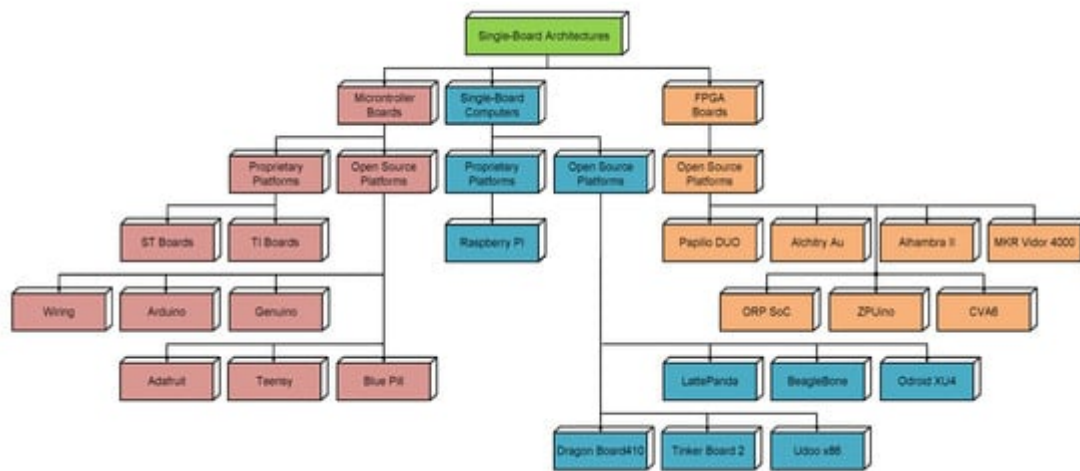 Single-Board Architectures
Microntroller
Boards
Single-Board
Computers
FPGA
Boards
Proprietary
Platforms
Open Source
Platforms
Proprietary
Platforms
Open Source
Platforms
Open Source
Platforms
ST Boards
TI Boards
Raspberry PI
Papilio DUO
Alchitry Au
Alhambra II
MKR Vidor 4000
Wiring
Arduino
Genuino
ORP SoC
ZPUino
CVA6
Adafruit
Teensy
Blue Pill
LattePanda
BeagleBone
Odroid XU4
Dragon Board410
Tinker Board 2
Udoo x86